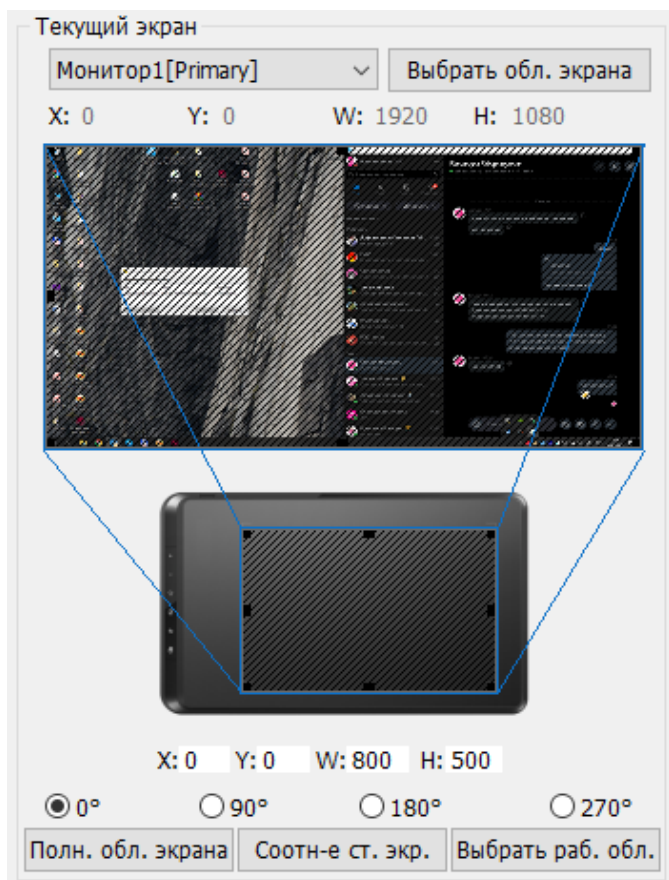 Текущий экран
Монитор1[Primary] Выбрать обл. экрана
X: 0 Y: 0 W: 1920 H: 1080
X: 0 Y: 0 W: 800 H: 500
0° 90° 180° 270°
Полн. обл. экрана Соотн-е ст. экр. Выбрать раб. обл.